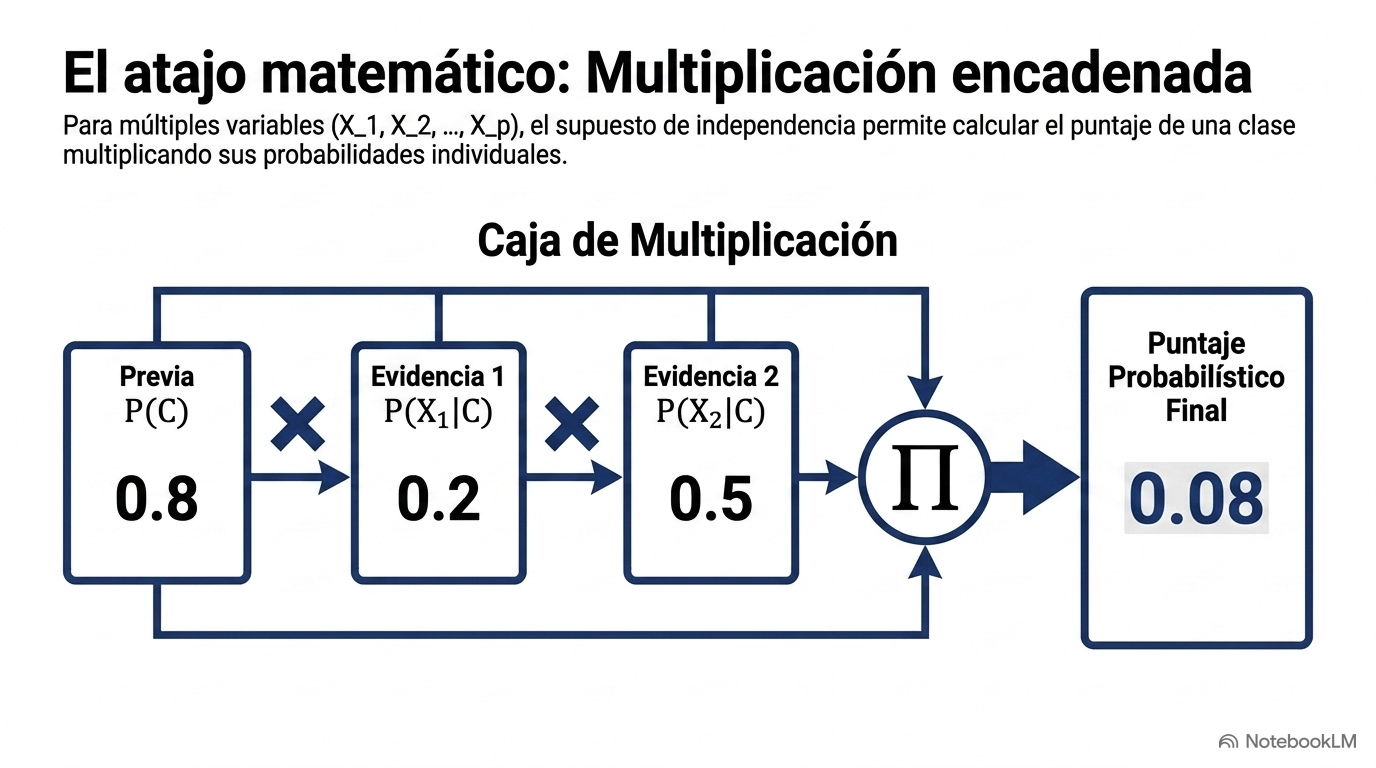 El atajo matemático: Multiplicación encadenada
Para múltiples variables (X_1, X_2, ..., X_p), el supuesto de independencia permite calcular el puntaje de una clase
multiplicando sus probabilidades individuales.
Caja de Multiplicación
Previa
P(C)
0.8
×
Evidencia 1
P(X₁|C)
0.2
×
Evidencia 2
P(X₂|C)
0.5
Π
Puntaje
Probabilístico
Final
0.08
NotebookLM